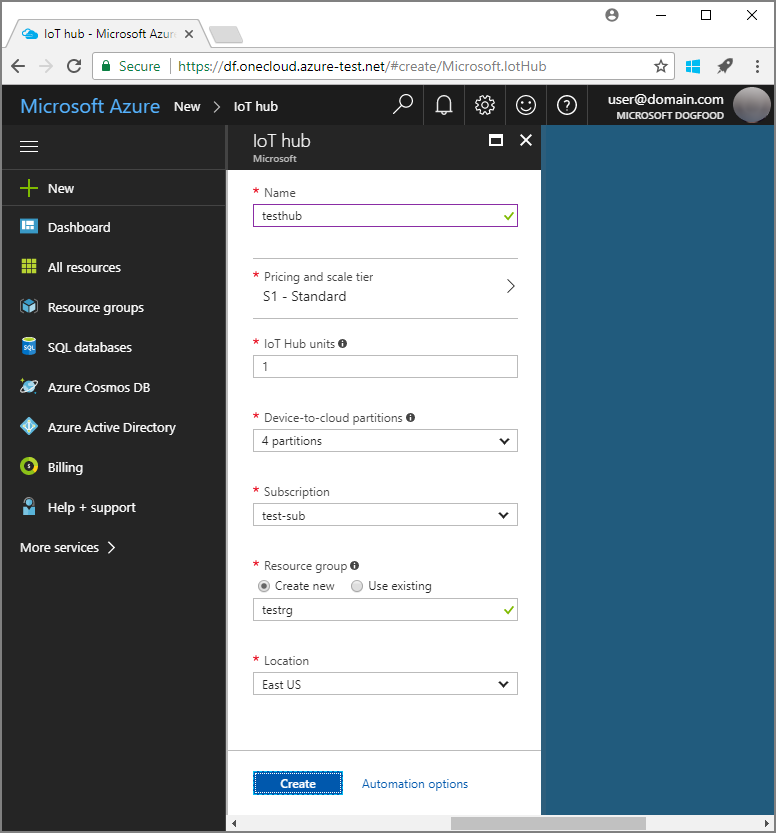 IoT hub - Microsoft Azure
Secure
https://df.onecloud.azure-test.net/#create/Microsoft.IotHub
Microsoft Azure New > IoT hub
user@domain.com
MICROSOFT DOGFOOD
IoT hub
Microsoft
New
Dashboard
All resources
Resource groups
SQL databases
SQL
Azure Cosmos DB
Azure Active Directory
Billing
Help + support
More services >
* Name
testhub
* Pricing and scale tier
S1 - Standard
* IoT Hub units
1
* Device-to-cloud partitions
4 partitions
* Subscription
test-sub
* Resource group
Create new Use existing
testrg
* Location
East US
Create Automation options